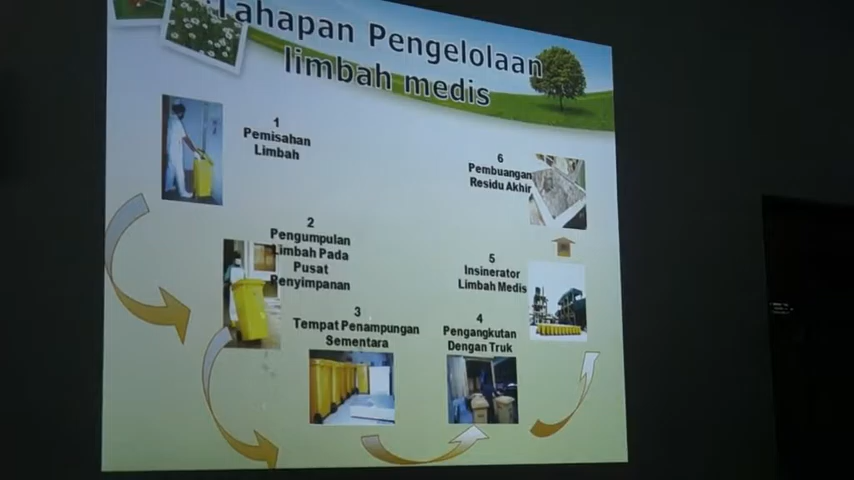 Tahapan Pengelolaan
limbah medis
1
Pemisahan
Limbah
2
Pengumpulan
Limbah Pada
Pusat
Penyimpanan
3
Tempat Penampungan
Sementara
4
Pengangkutan
Dengan Truk
5
Insinerator
Limbah Medis
6
Pembuangan
Residu Akhir